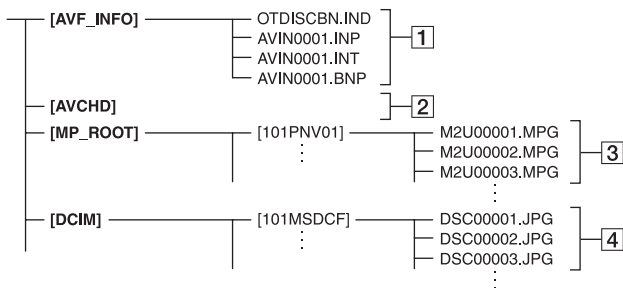 [AVF_INFO] OTDISCBN.IND
AVIN0001.INP
AVIN0001.INT
AVIN0001.BNP
1
[AVCHD]
2
[MP_ROOT] [101PNV01] M2U00001.MPG
M2U00002.MPG
M2U00003.MPG
3
[DCIM] [101MSDCF] DSC00001.JPG
DSC00002.JPG
DSC00003.JPG
4